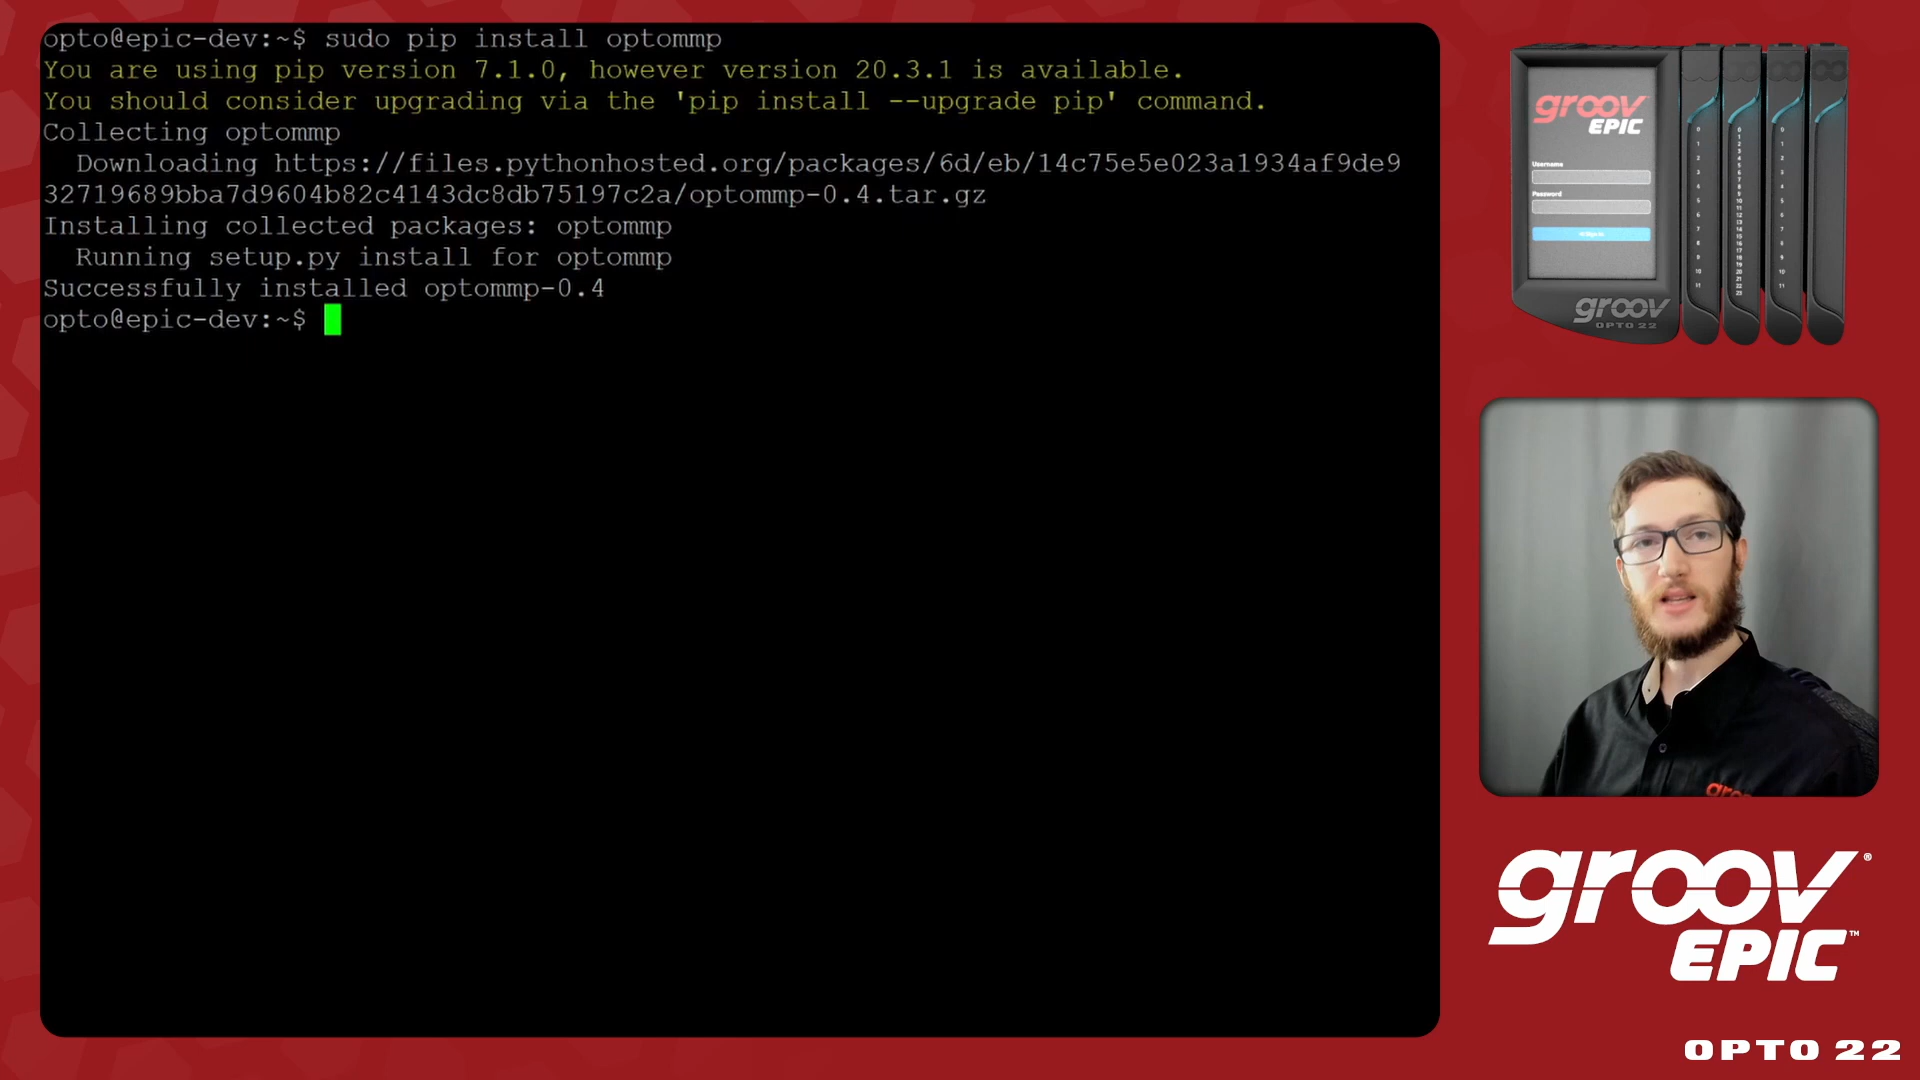 opto@epic-dev:~$ sudo pip install optommp
You are using pip version 7.1.0, however version 20.3.1 is available.
You should consider upgrading via the 'pip install --upgrade pip' command.
Collecting optommp
  Downloading https://files.pythonhosted.org/packages/6d/eb/14c75e5e023a1934af9de9
32719689bba7d9604b82c4143dc8db75197c2a/optommp-0.4.tar.gz
Installing collected packages: optommp
  Running setup.py install for optommp
Successfully installed optommp-0.4
opto@epic-dev:~$
groov
EPIC
Username
Password
groov
OPTO 22
groov®
EPIC™
OPTO 22